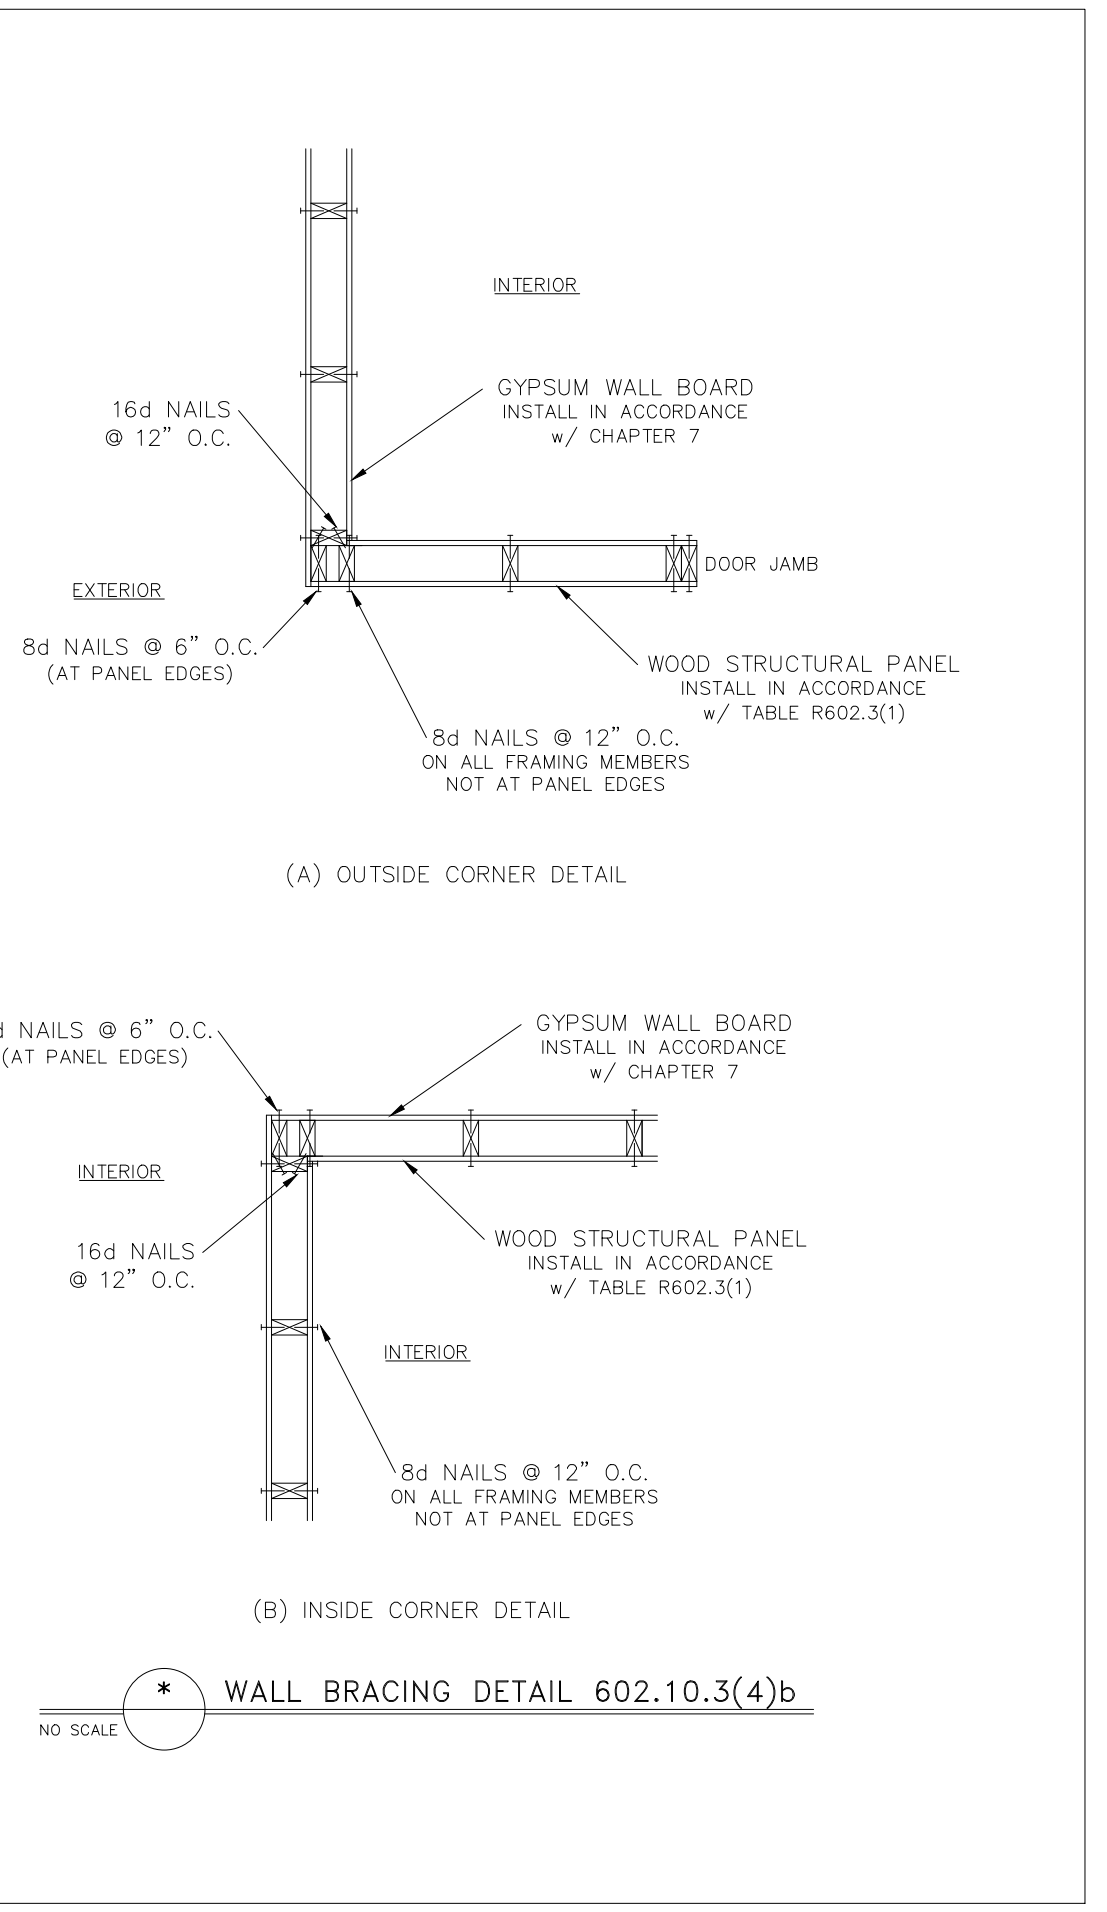 INTERIOR
GYPSUM WALL BOARD
INSTALL IN ACCORDANCE
w/ CHAPTER 7
16d NAILS
@ 12" O.C.
DOOR JAMB
EXTERIOR
8d NAILS @ 6" O.C.
(AT PANEL EDGES)
WOOD STRUCTURAL PANEL
INSTALL IN ACCORDANCE
w/ TABLE R602.3(1)
8d NAILS @ 12" O.C.
ON ALL FRAMING MEMBERS
NOT AT PANEL EDGES
(A) OUTSIDE CORNER DETAIL
NAILS @ 6" O.C.
(AT PANEL EDGES)
GYPSUM WALL BOARD
INSTALL IN ACCORDANCE
w/ CHAPTER 7
INTERIOR
16d NAILS
@ 12" O.C.
WOOD STRUCTURAL PANEL
INSTALL IN ACCORDANCE
w/ TABLE R602.3(1)
INTERIOR
8d NAILS @ 12" O.C.
ON ALL FRAMING MEMBERS
NOT AT PANEL EDGES
(B) INSIDE CORNER DETAIL
* WALL BRACING DETAIL 602.10.3(4)b
NO SCALE